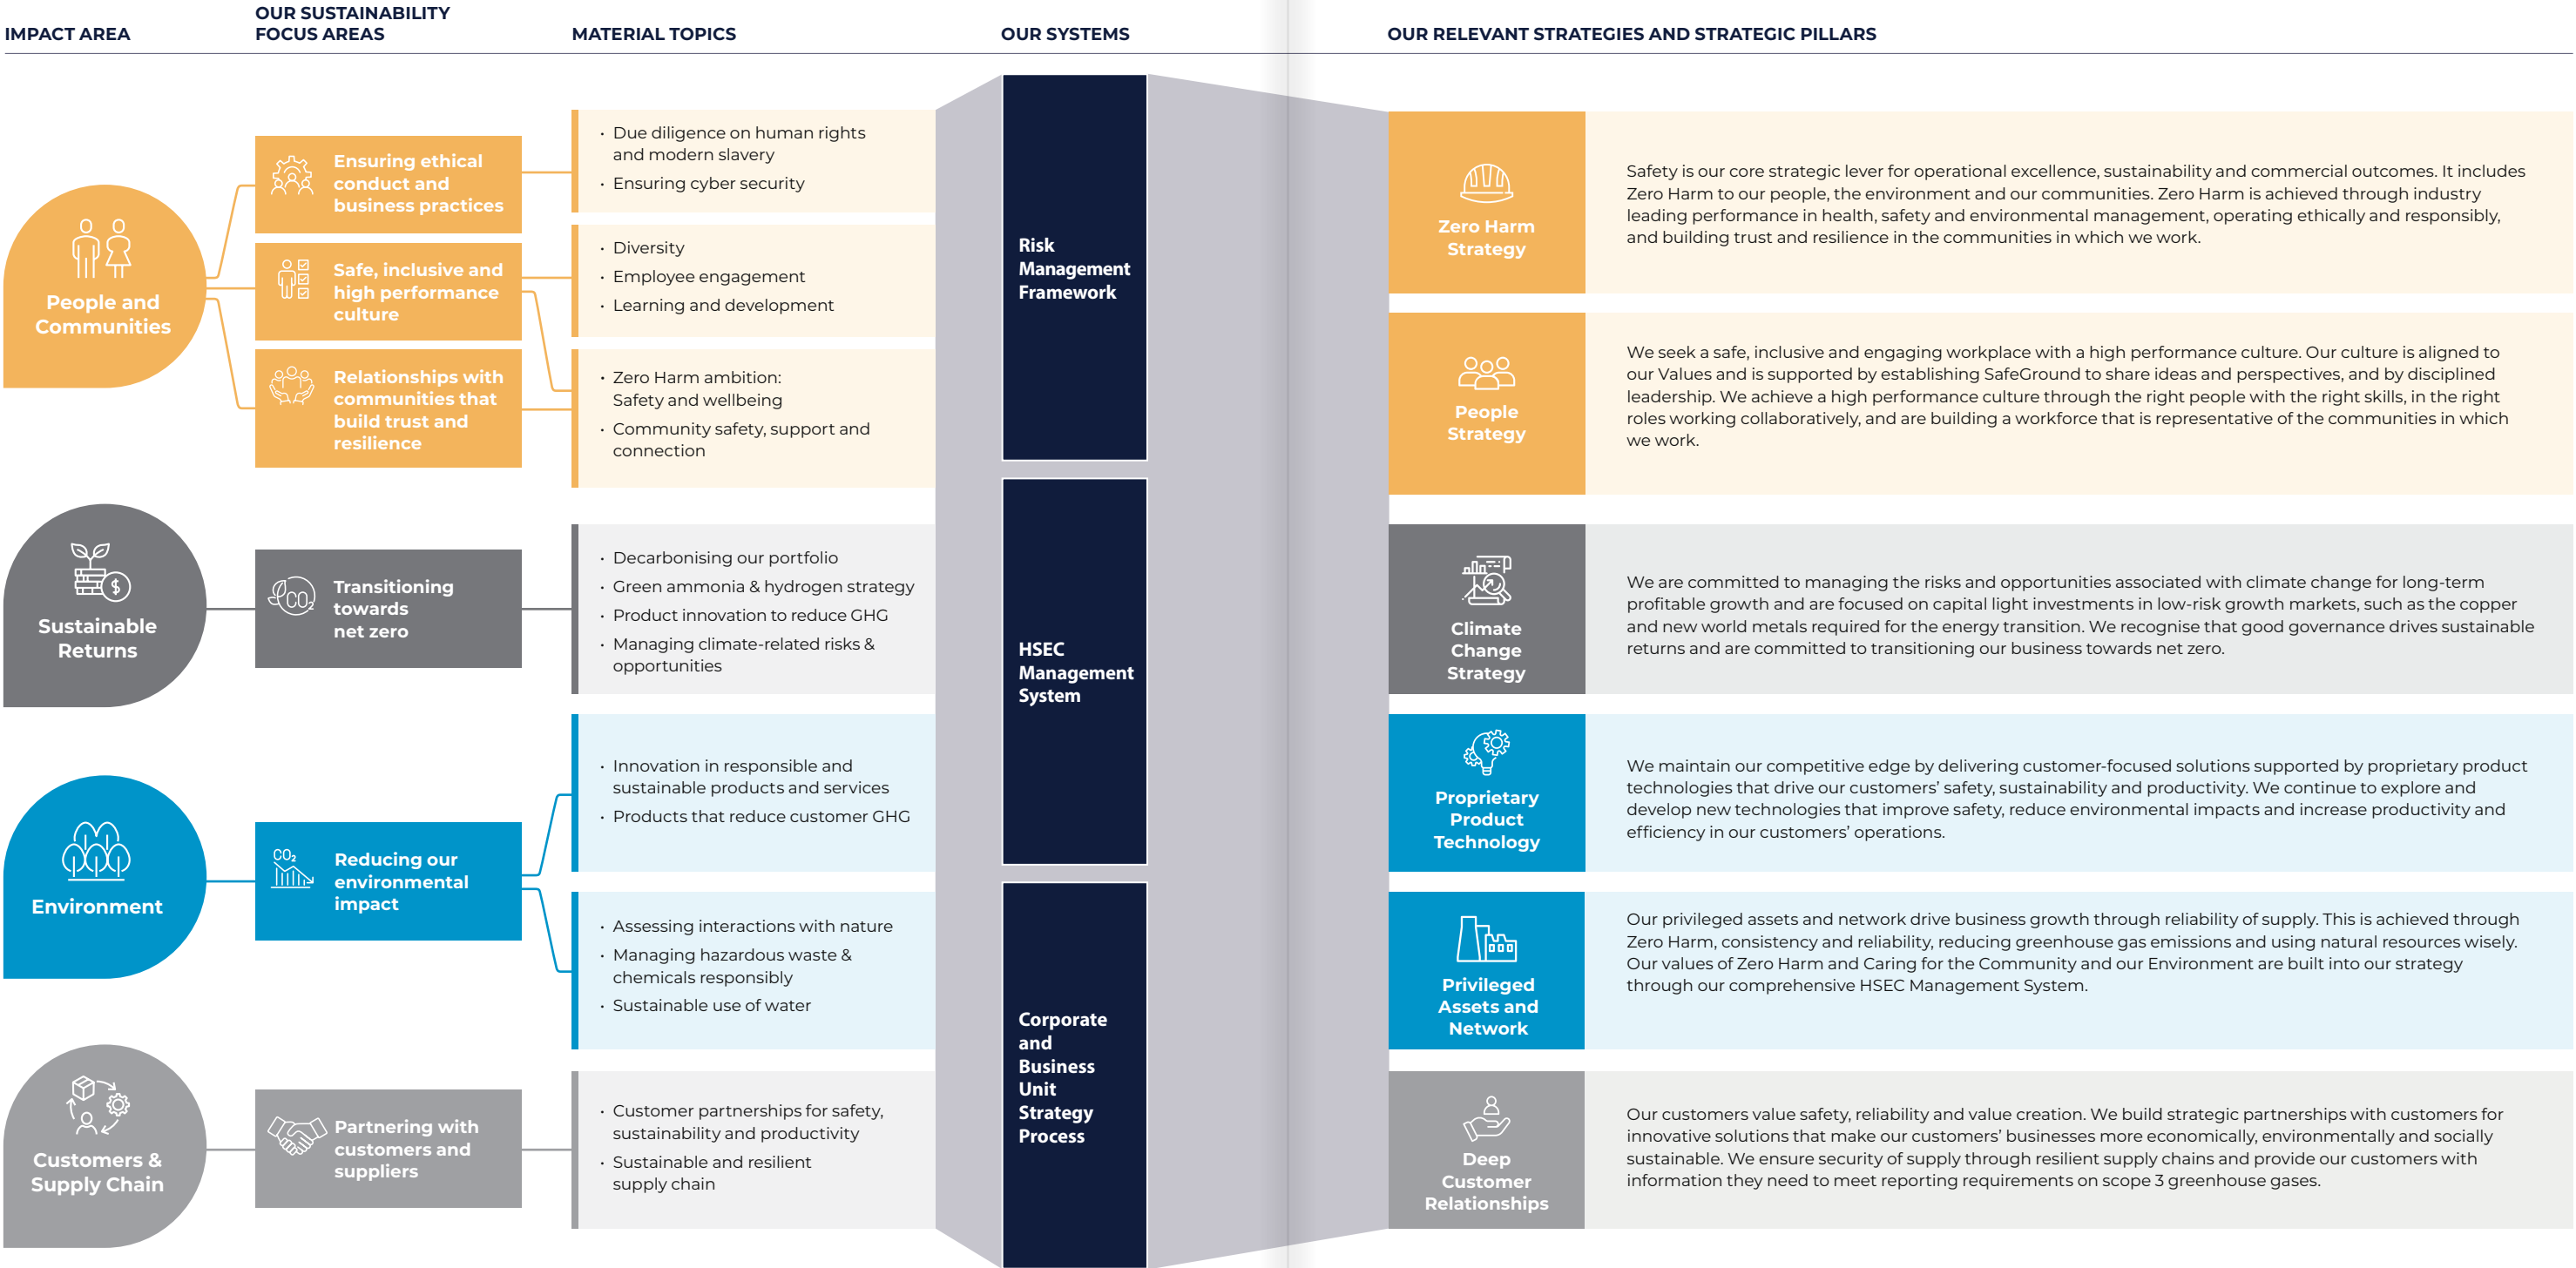 IMPACT AREA
OUR SUSTAINABILITY
FOCUS AREAS
MATERIAL TOPICS
OUR SYSTEMS
OUR RELEVANT STRATEGIES AND STRATEGIC PILLARS
People and
Communities
Ensuring ethical
conduct and
business practices
Safe, inclusive and
high performance
culture
Relationships with
communities that
build trust and
resilience
• Due diligence on human rights
and modern slavery
• Ensuring cyber security
• Diversity
• Employee engagement
• Learning and development
• Zero Harm ambition:
Safety and wellbeing
• Community safety, support and
connection
Sustainable
Returns
CO₂
Transitioning
towards
net zero
• Decarbonising our portfolio
• Green ammonia & hydrogen strategy
• Product innovation to reduce GHG
• Managing climate-related risks &
opportunities
Environment
CO₂
Reducing our
environmental
impact
• Innovation in responsible and
sustainable products and services
• Products that reduce customer GHG
• Assessing interactions with nature
• Managing hazardous waste &
chemicals responsibly
• Sustainable use of water
Customers &
Supply Chain
Partnering with
customers and
suppliers
• Customer partnerships for safety,
sustainability and productivity
• Sustainable and resilient
supply chain
Risk
Management
Framework
HSEC
Management
System
Corporate
and
Business
Unit
Strategy
Process
Zero Harm
Strategy
Safety is our core strategic lever for operational excellence, sustainability and commercial outcomes. It includes
Zero Harm to our people, the environment and our communities. Zero Harm is achieved through industry
leading performance in health, safety and environmental management, operating ethically and responsibly,
and building trust and resilience in the communities in which we work.
People
Strategy
We seek a safe, inclusive and engaging workplace with a high performance culture. Our culture is aligned to
our Values and is supported by establishing SafeGround to share ideas and perspectives, and by disciplined
leadership. We achieve a high performance culture through the right people with the right skills, in the right
roles working collaboratively, and are building a workforce that is representative of the communities in which
we work.
Climate
Change
Strategy
We are committed to managing the risks and opportunities associated with climate change for long-term
profitable growth and are focused on capital light investments in low-risk growth markets, such as the copper
and new world metals required for the energy transition. We recognise that good governance drives sustainable
returns and are committed to transitioning our business towards net zero.
Proprietary
Product
Technology
We maintain our competitive edge by delivering customer-focused solutions supported by proprietary product
technologies that drive our customers’ safety, sustainability and productivity. We continue to explore and
develop new technologies that improve safety, reduce environmental impacts and increase productivity and
efficiency in our customers’ operations.
Privileged
Assets and
Network
Our privileged assets and network drive business growth through reliability of supply. This is achieved through
Zero Harm, consistency and reliability, reducing greenhouse gas emissions and using natural resources wisely.
Our values of Zero Harm and Caring for the Community and our Environment are built into our strategy
through our comprehensive HSEC Management System.
Deep
Customer
Relationships
Our customers value safety, reliability and value creation. We build strategic partnerships with customers for
innovative solutions that make our customers’ businesses more economically, environmentally and socially
sustainable. We ensure security of supply through resilient supply chains and provide our customers with
information they need to meet reporting requirements on scope 3 greenhouse gases.